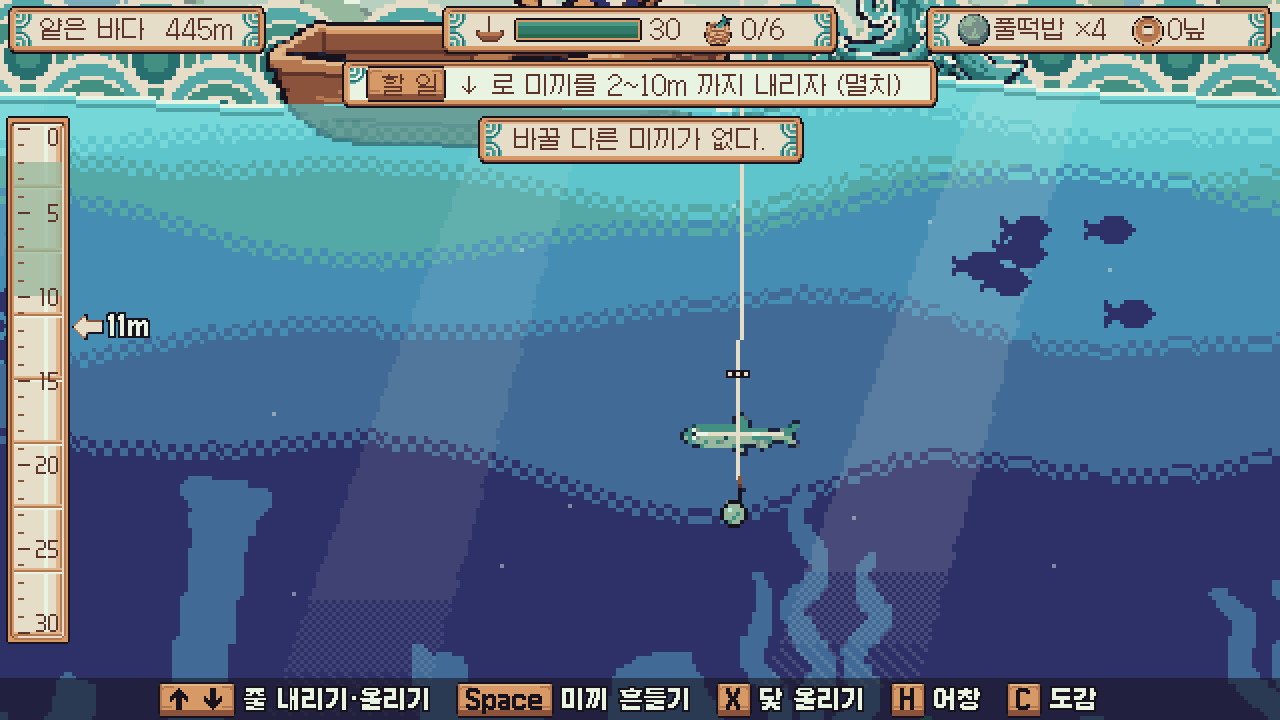 얕은 바다 445m
30
0/6
풀떡밥 ×4
0닢
할 일 ↓ 로 미끼를 2~10m 까지 내리자 (멸치)
바꿀 다른 미끼가 없다.
0
5
10
11m
15
20
25
30
↑ ↓ 줄 내리기·올리기 Space 미끼 흔들기 X 닻 올리기 H 어창 C 도감